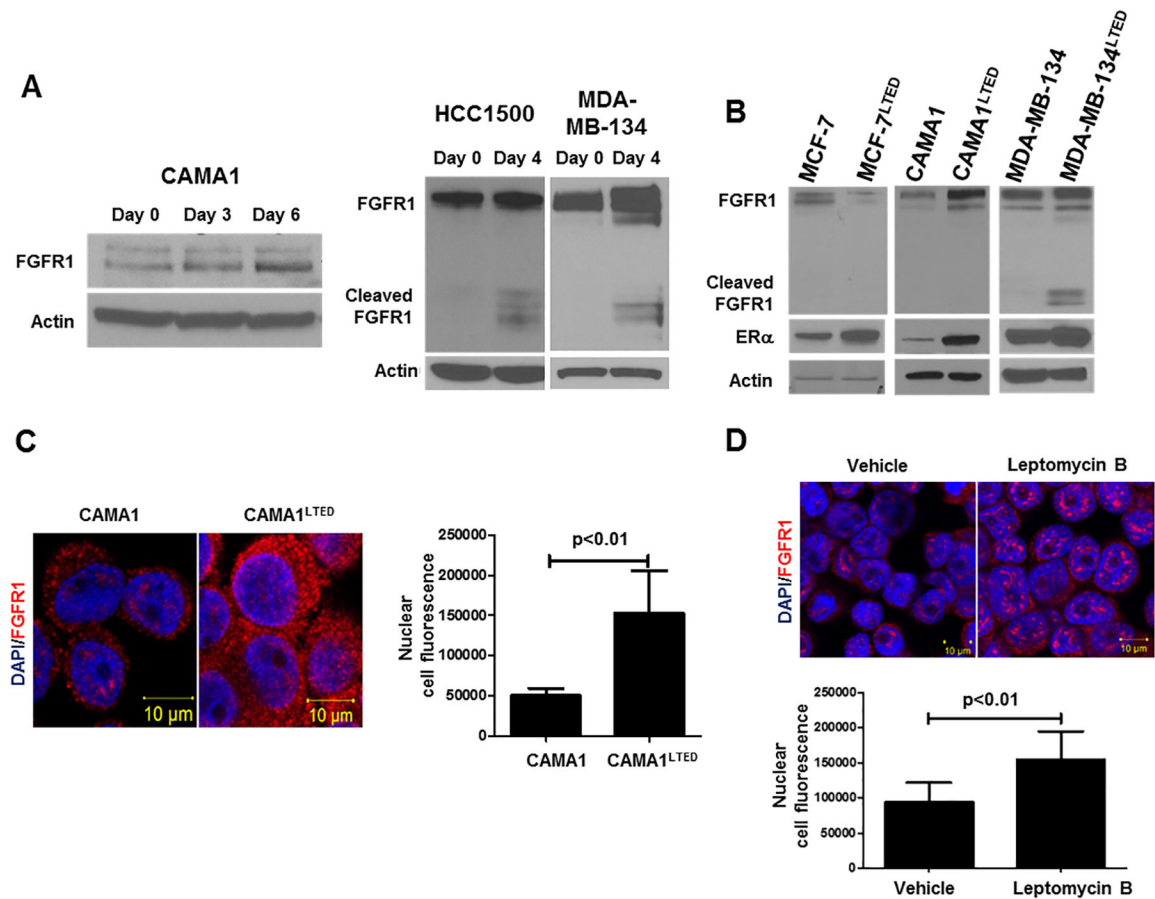 A
CAMA1
Day 0 Day 3 Day 6
FGFR1
Actin
HCC1500
MDA-
MB-134
Day 0 Day 4 Day 0 Day 4
FGFR1
Cleaved
FGFR1
Actin
B
MCF-7
MCF-7LTED
CAMA1
CAMA1LTED
MDA-MB-134
MDA-MB-134LTED
FGFR1
Cleaved
FGFR1
ERα
Actin
C
CAMA1
CAMA1LTED
DAPI/FGFR1
10 µm
10 µm
Nuclear
cell fluorescence
250000
200000
150000
100000
50000
0
p<0.01
CAMA1 CAMA1LTED
D
Vehicle Leptomycin B
DAPI/FGFR1
10 µm
10 µm
Nuclear
cell fluorescence
250000
200000
150000
100000
50000
0
p<0.01
Vehicle Leptomycin B